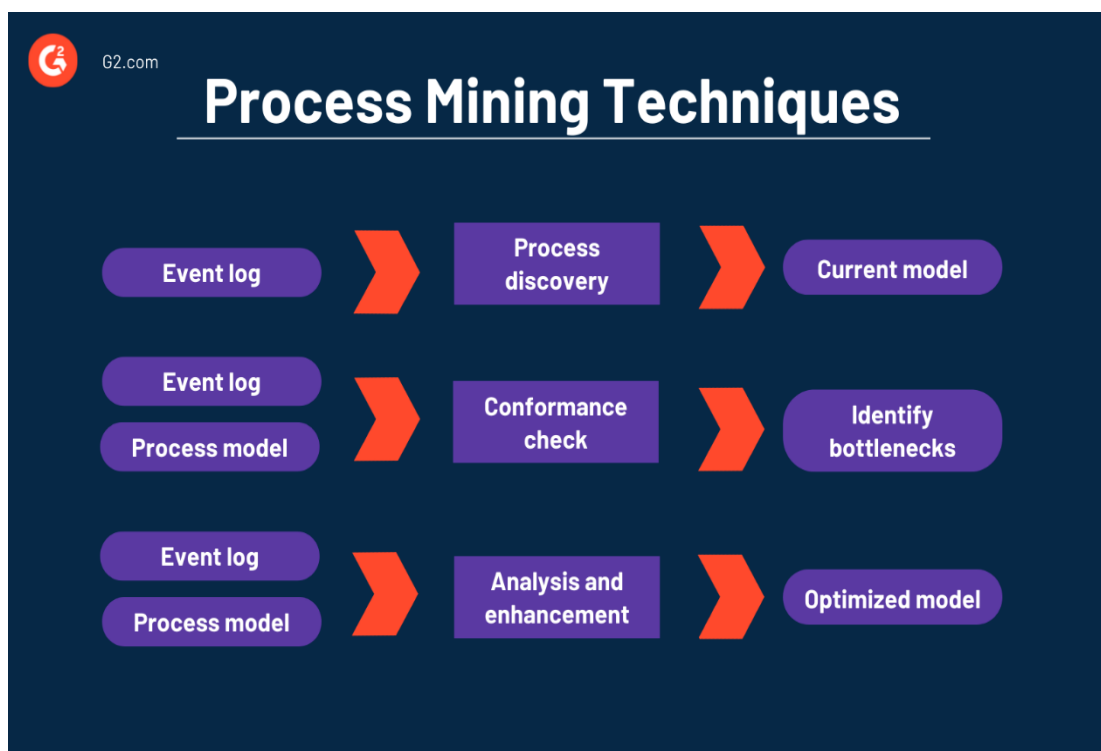 G2
G2.com
Process Mining Techniques
Event log
Process
discovery
Current model
Event log
Process model
Conformance
check
Identify
bottlenecks
Event log
Process model
Analysis and
enhancement
Optimized model